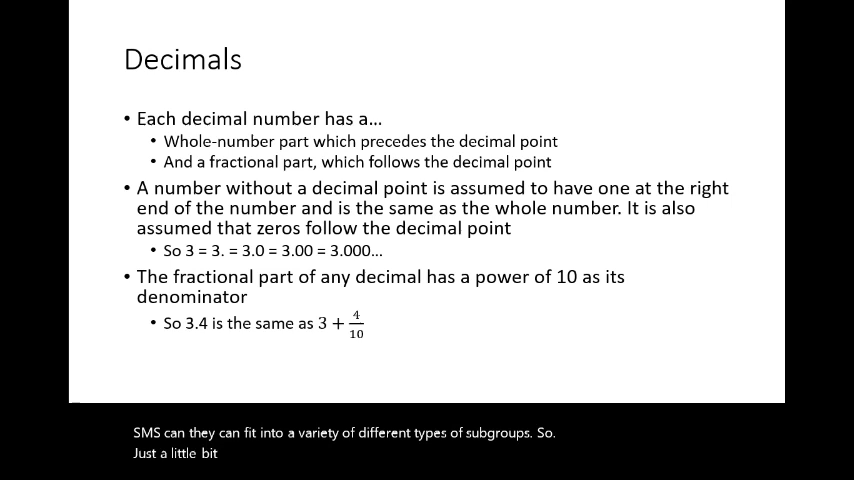 Decimals
• Each decimal number has a…
• Whole-number part which precedes the decimal point
• And a fractional part, which follows the decimal point
• A number without a decimal point is assumed to have one at the right
end of the number and is the same as the whole number. It is also
assumed that zeros follow the decimal point
• So 3 = 3. = 3.0 = 3.00 = 3.000…
• The fractional part of any decimal has a power of 10 as its
denominator
• So 3.4 is the same as 3 + 4/10
SMS can they can fit into a variety of different types of subgroups. So.
Just a little bit